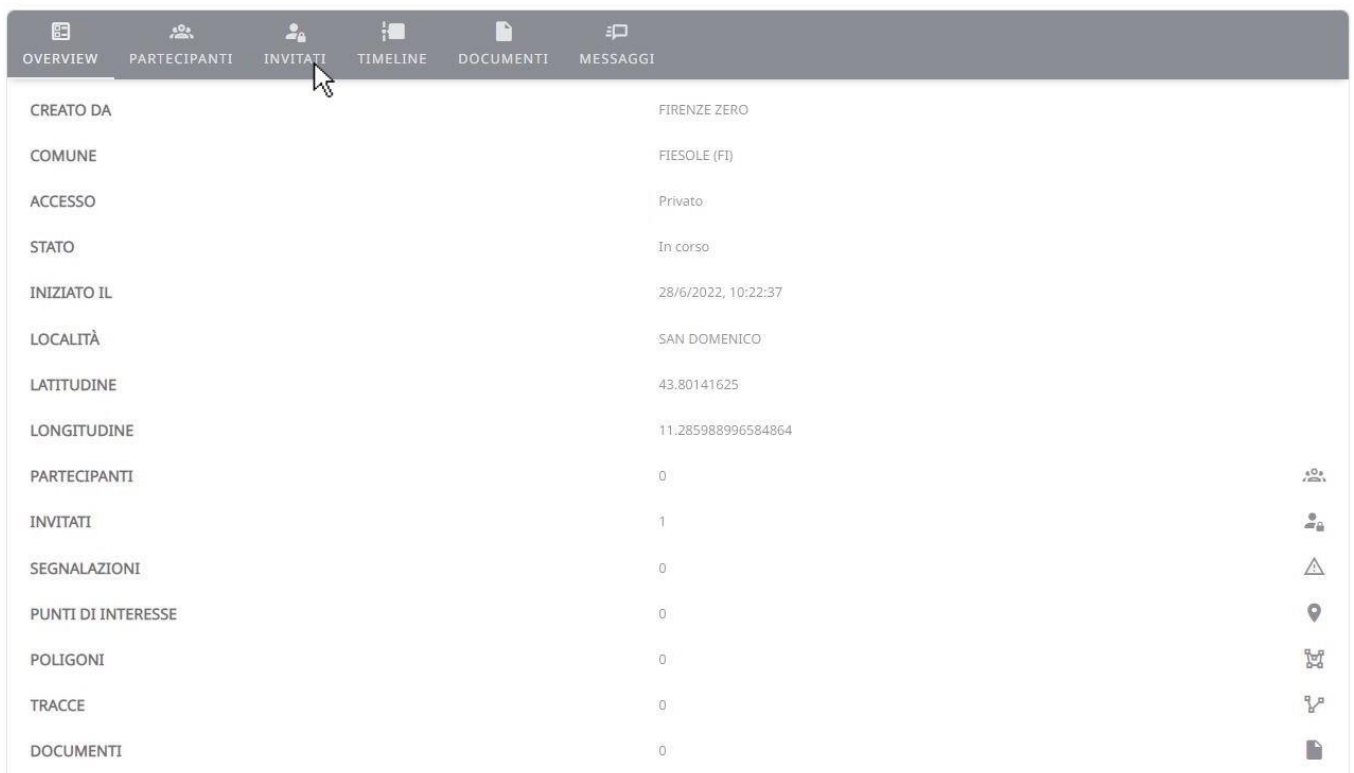 OVERVIEW PARTECIPANTI INVITATI TIMELINE DOCUMENTI MESSAGGI
CREATO DA FIRENZE ZERO
COMUNE FIESOLE (FI)
ACCESSO Privato
STATO In corso
INIZIATO IL 28/6/2022, 10:22:37
LOCALITÀ SAN DOMENICO
LATITUDINE 43.80141625
LONGITUDINE 11.285988996584864
PARTECIPANTI 0
INVITATI 1
SEGNALAZIONI 0
PUNTI DI INTERESSE 0
POLIGONI 0
TRACCE 0
DOCUMENTI 0